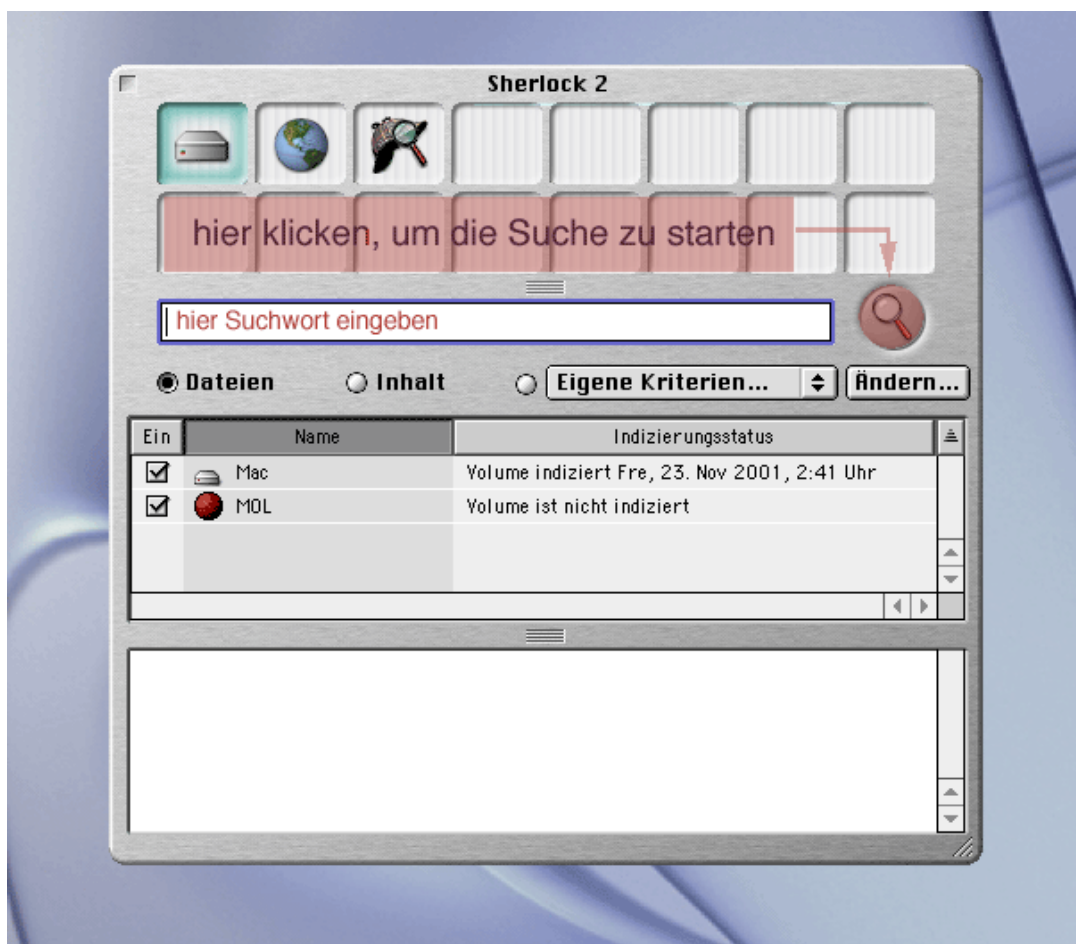 Sherlock 2
hier klicken, um die Suche zu starten
hier Suchwort eingeben
Dateien Inhalt Eigene Kriterien... Ändern...
Ein Name Indizierungsstatus
Mac Volume indiziert Fre, 23. Nov 2001, 2:41 Uhr
MOL Volume ist nicht indiziert